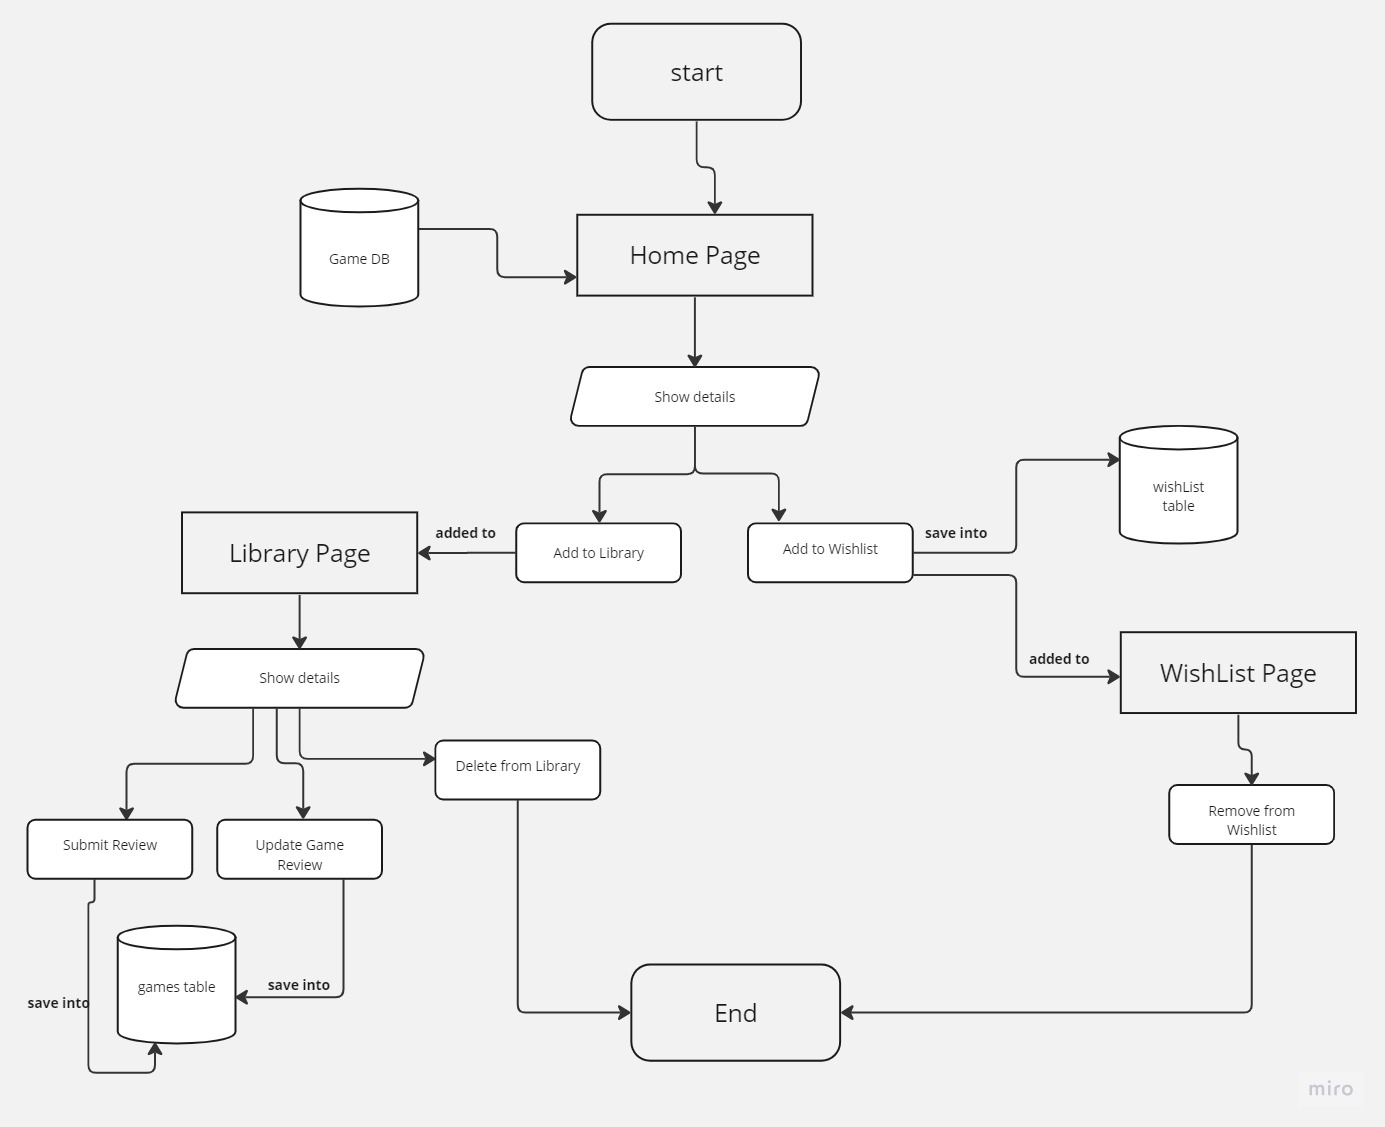 start
Game DB
Home Page
Show details
wishList
table
Library Page
added to
Add to Library
Add to Wishlist
save into
added to
WishList Page
Show details
Delete from Library
Remove from
Wishlist
Submit Review
Update Game
Review
games table
save into
save into
End
miro